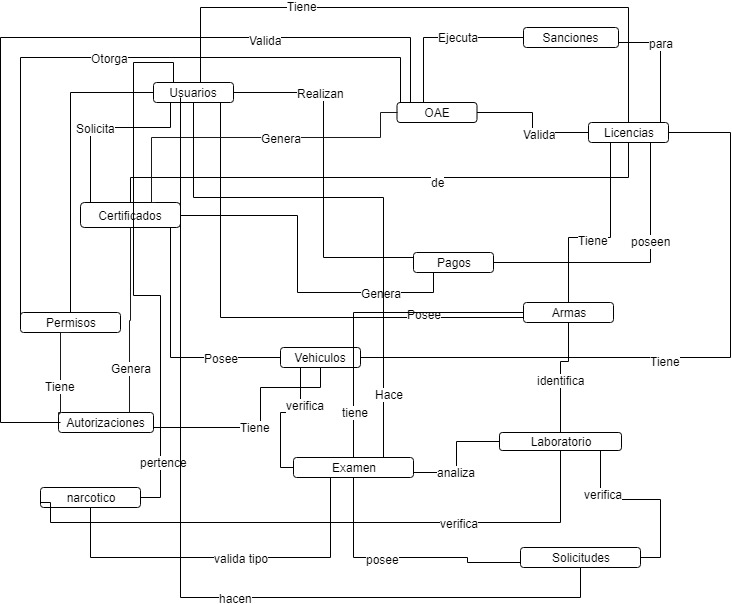 Tiene
Valida
Ejecuta
Sanciones
para
Otorga
Usuarios
Realizan
OAE
Solicita
Genera
Valida
Licencias
de
Certificados
Tiene
poseen
Pagos
Genera
Permisos
Posee
Armas
Posee
Vehiculos
Tiene
Genera
identifica
Tiene
Hace
verifica
tiene
Autorizaciones
Tiene
Laboratorio
pertence
Examen
analiza
narcotico
verifica
verifica
valida tipo
posee
Solicitudes
hacen